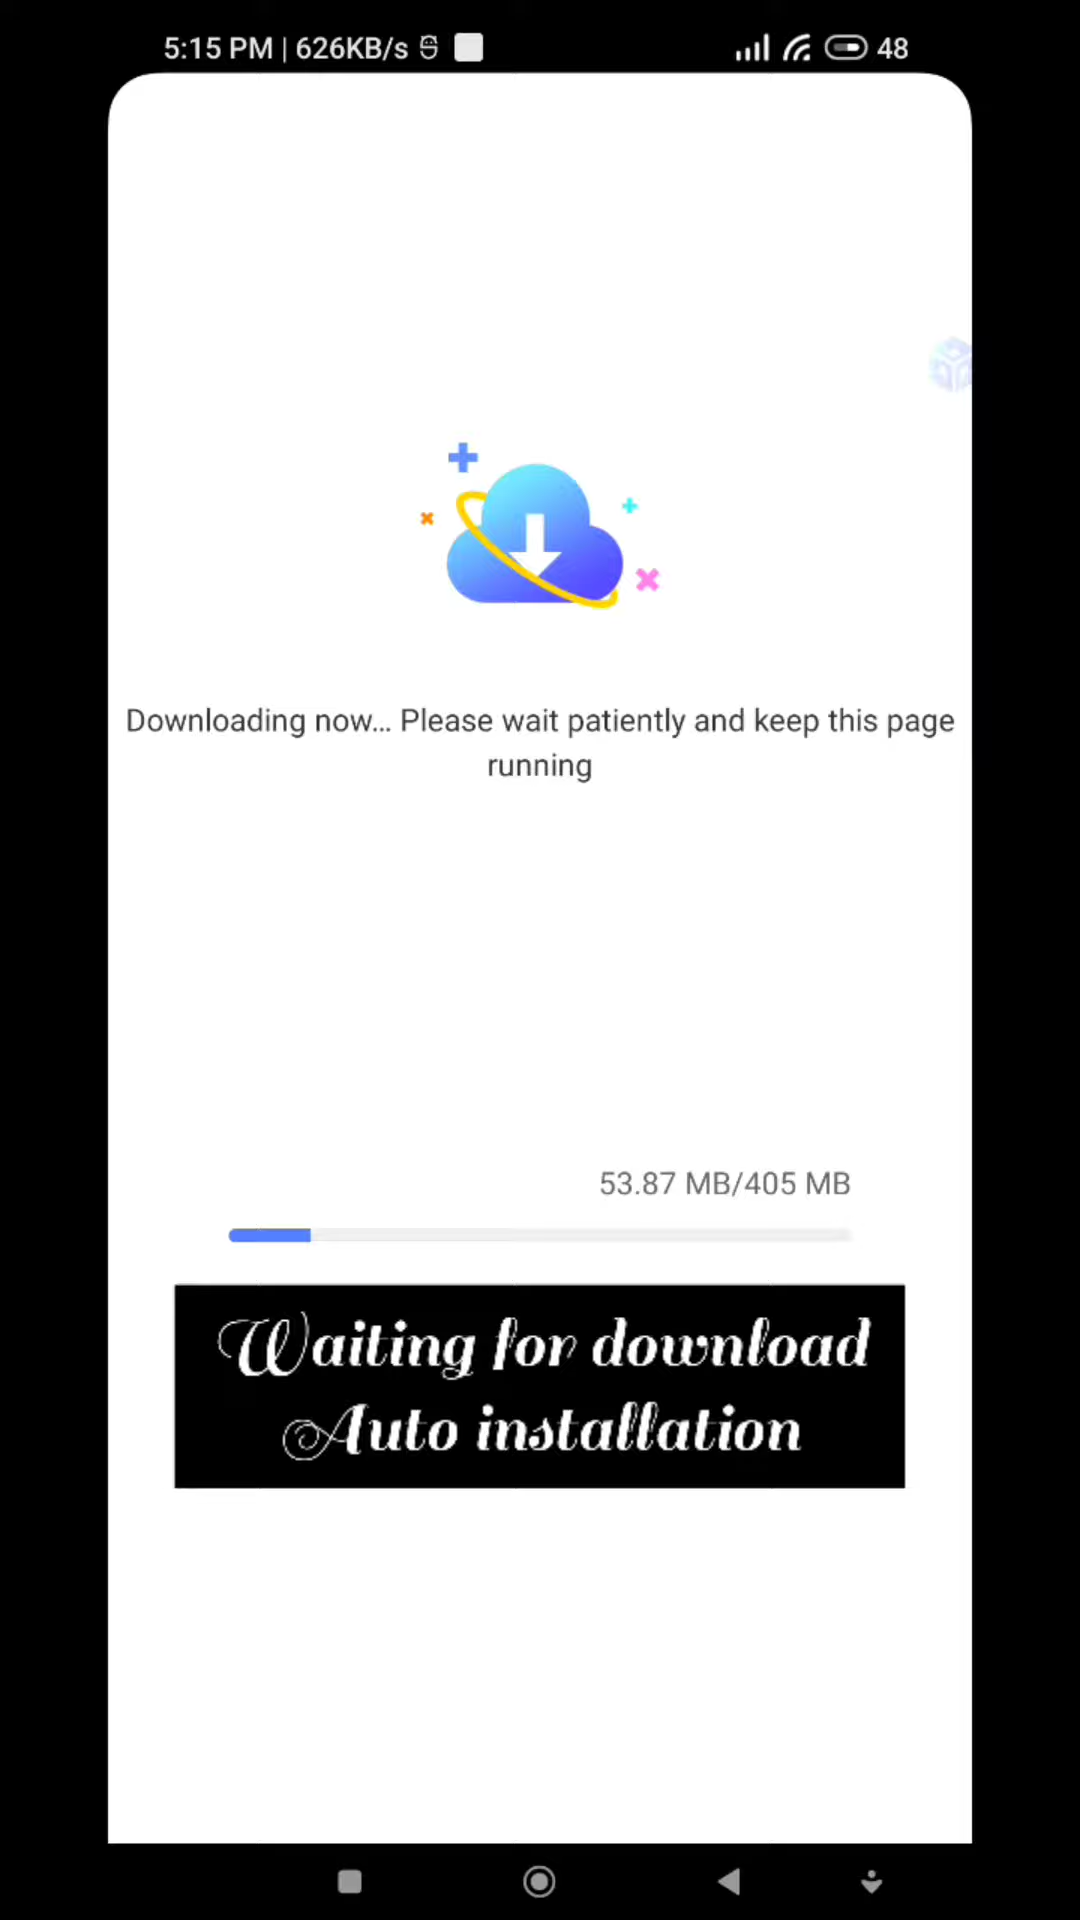 5:15 PM | 626KB/s 48
Downloading now... Please wait patiently and keep this page
running
53.87 MB/405 MB
Waiting for download
Auto installation